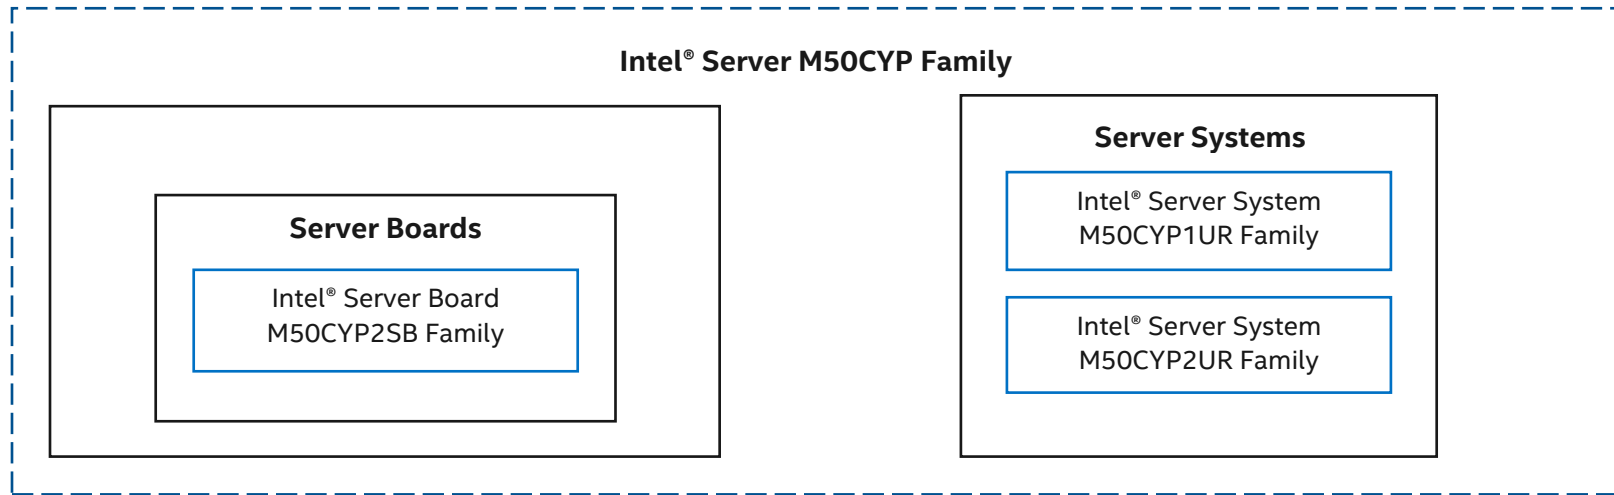 Intel® Server M50CYP Family
Server Boards
Intel® Server Board
M50CYP2SB Family
Server Systems
Intel® Server System
M50CYP1UR Family
Intel® Server System
M50CYP2UR Family